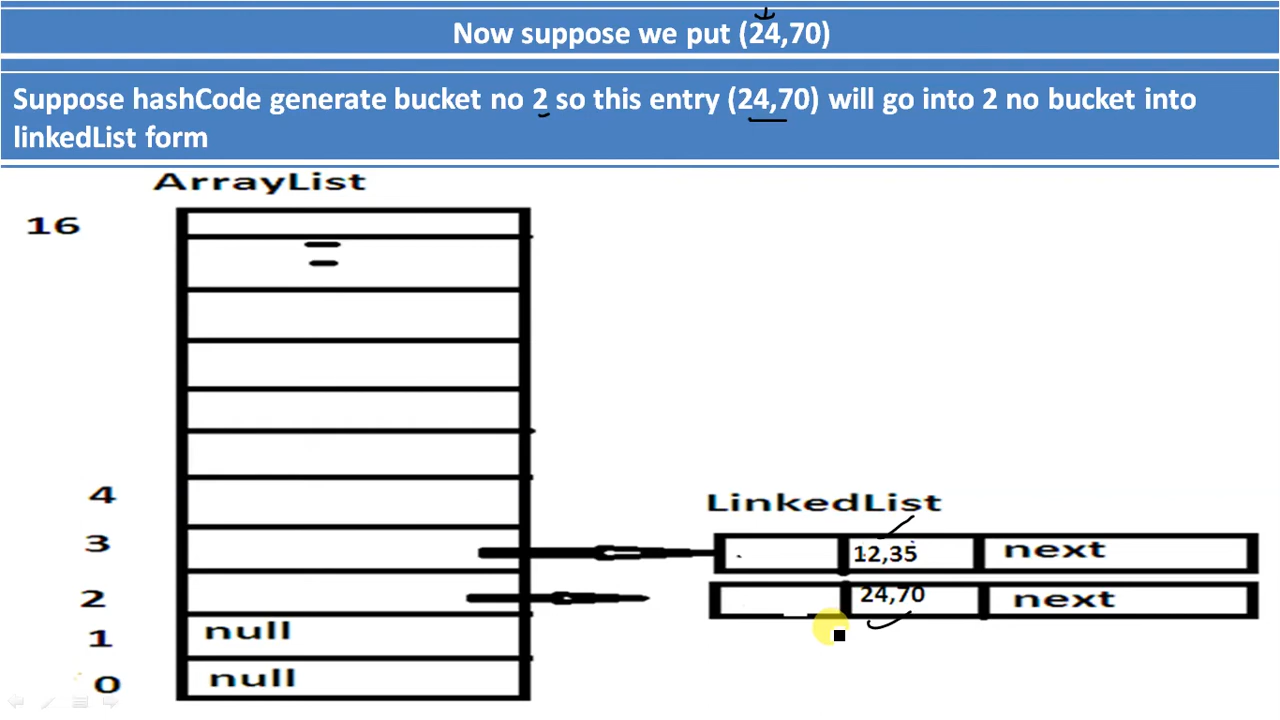 Now suppose we put (24,70)
Suppose hashCode generate bucket no 2 so this entry (24,70) will go into 2 no bucket into
linkedList form
ArrayList
16
4
LinkedList
3
12,35
next
2
24,70
next
1
null
0
null